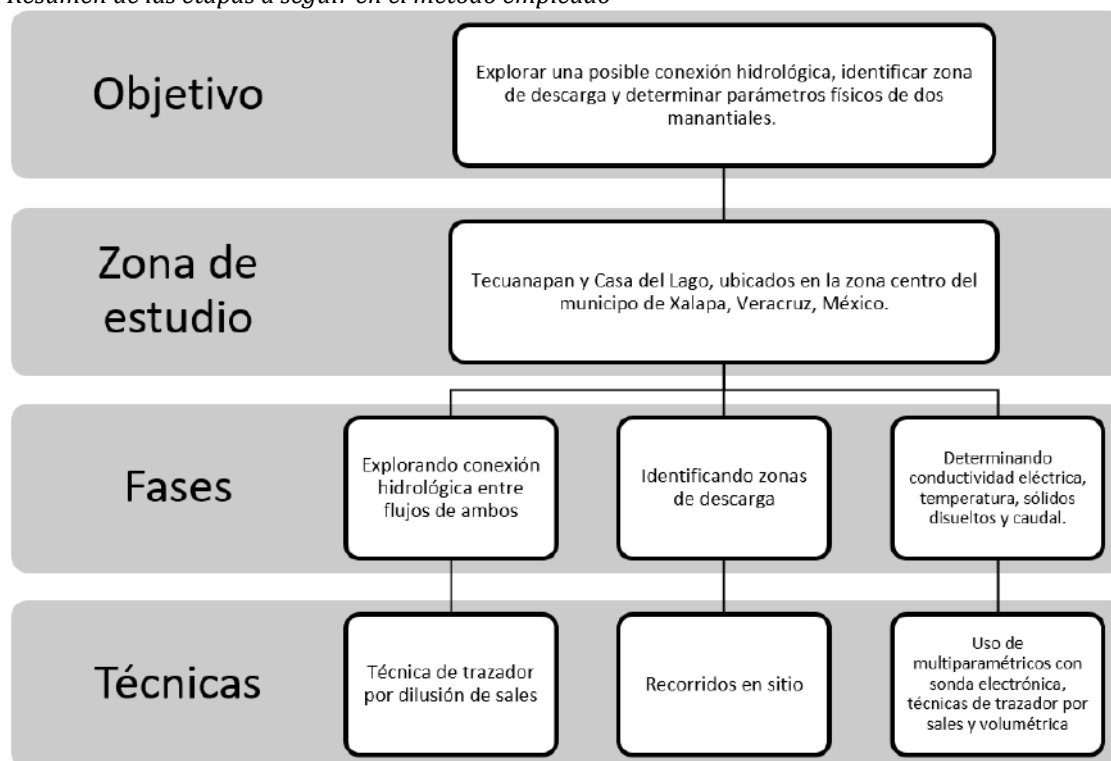 Resumen de las etapas a seguir en el método empleado
Objetivo
Explorar una posible conexión hidrológica, identificar zona
de descarga y determinar parámetros físicos de dos
manantiales.
Zona de
estudio
Tecuanapan y Casa del Lago, ubicados en la zona centro del
municipo de Xalapa, Veracruz, México.
Fases
Explorando conexión
hidrológica entre
flujos de ambos
Identificando zonas
de descarga
Determinando
conductividad eléctrica,
temperatura, sólidos
disueltos y caudal.
Técnicas
Técnica de trazador
por dilusión de sales
Recorridos en sitio
Uso de
multiparamétricos con
sonda electrónica,
técnicas de trazador por
sales y volumétrica